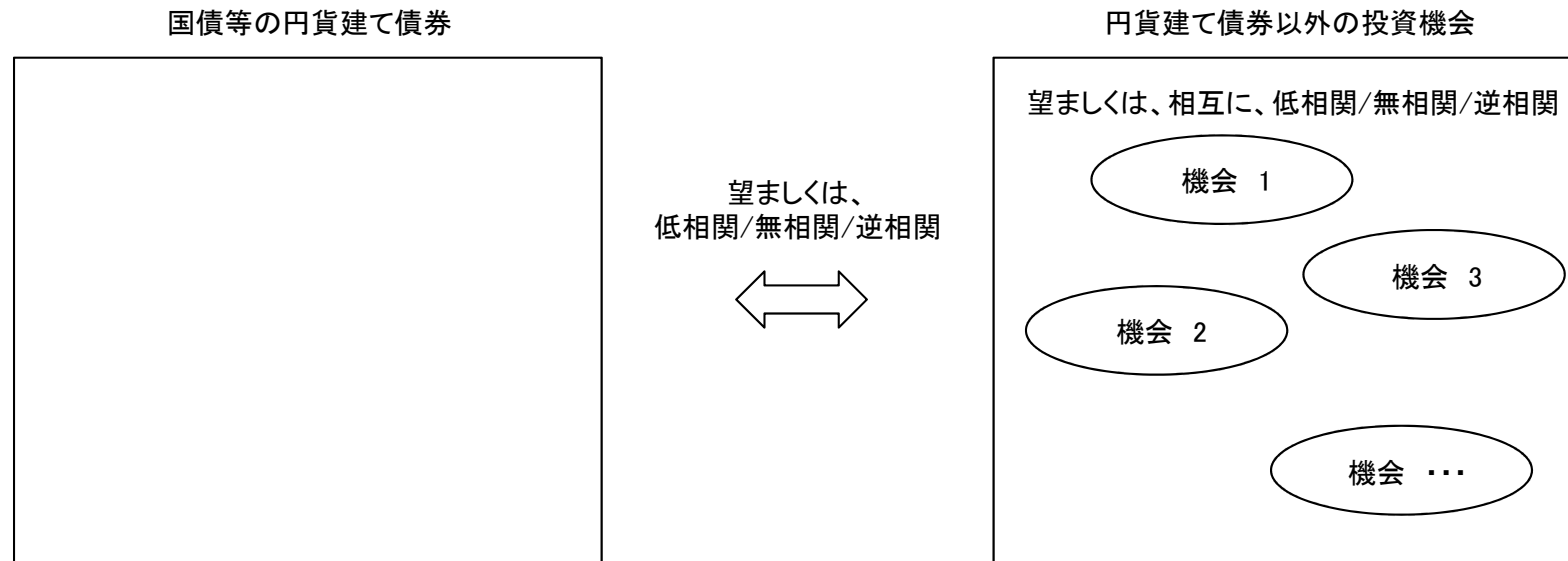 国債等の円貨建て債券
円貨建て債券以外の投資機会
望ましくは、相互に、低相関/無相関/逆相関
機会 1
望ましくは、
低相関/無相関/逆相関
機会 3
機会 2
機会 ・・・